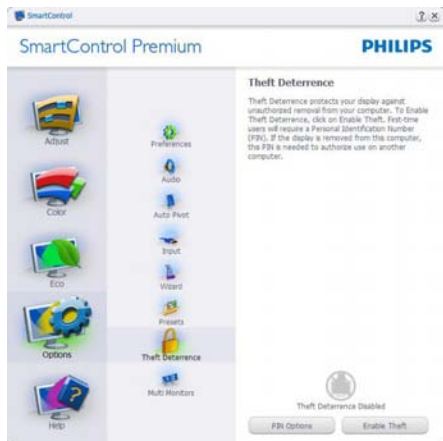 SmartControl
SmartControl Premium
PHILIPS
Adjust
Color
Eco
Options
Help
Preferences
Audio
Auto Pivot
Input
Wizard
Presets
Theft Deterrence
Multi Monitors
Theft Deterrence
Theft Deterrence protects your display against
unauthorized removal from your computer. To Enable
Theft Deterrence, click on Enable Theft. First-time
users will require a Personal Identification Number
(PIN). If the display is removed from this computer,
this PIN is needed to authorize use on another
computer.
Theft Deterrence Disabled
PIN Options
Enable Theft